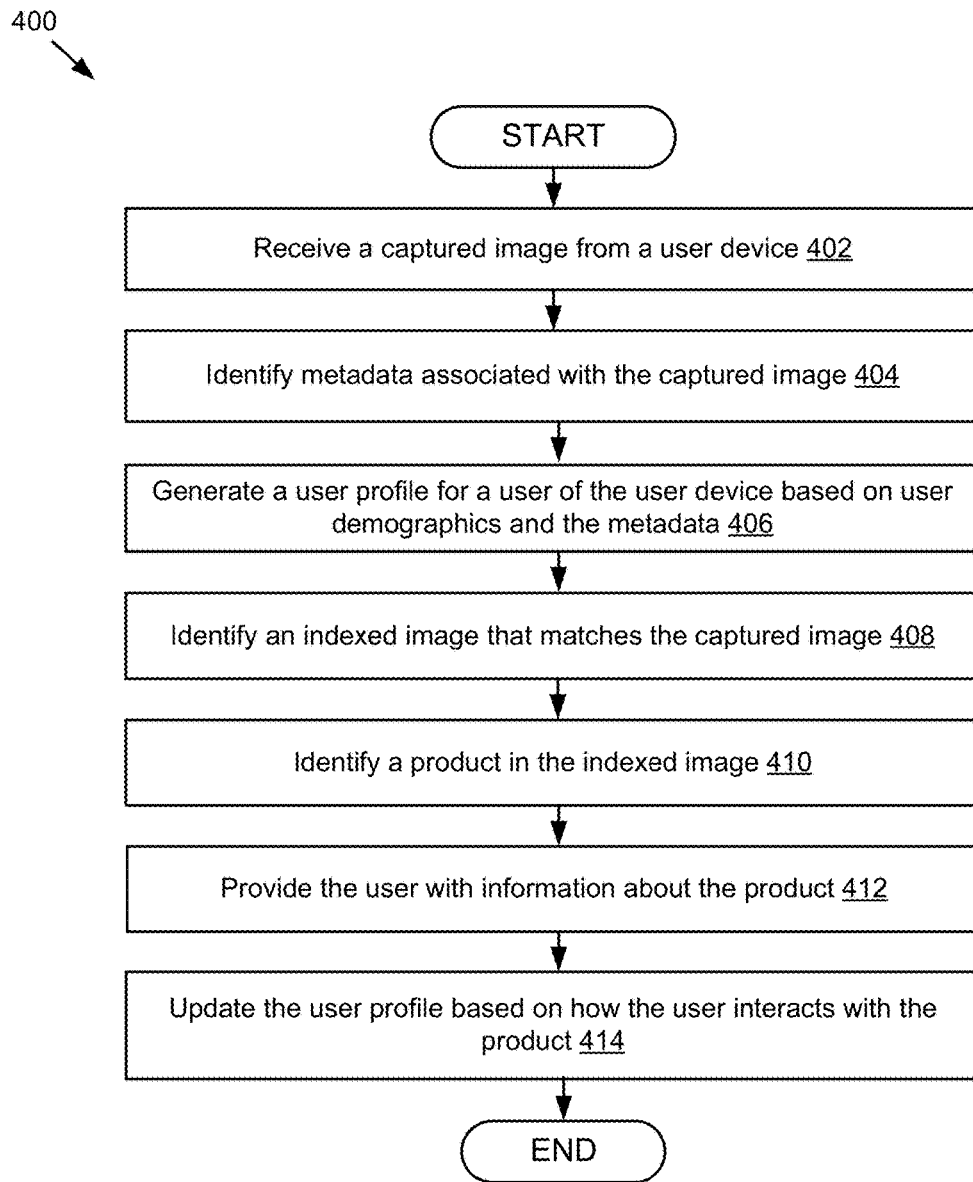 400
START
Receive a captured image from a user device 402
Identify metadata associated with the captured image 404
Generate a user profile for a user of the user device based on user
demographics and the metadata 406
Identify an indexed image that matches the captured image 408
Identify a product in the indexed image 410
Provide the user with information about the product 412
Update the user profile based on how the user interacts with the
product 414
END